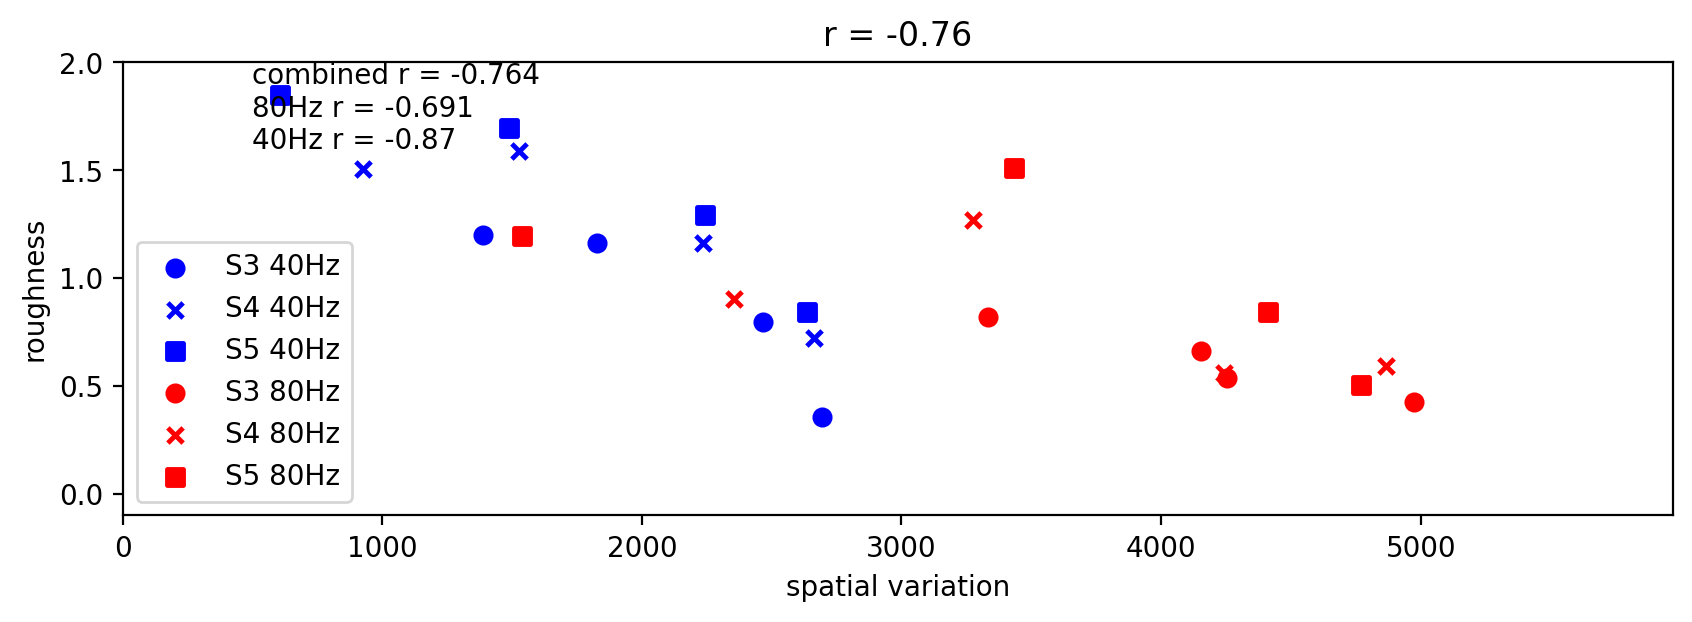 r = -0.76
combined r = -0.764
80Hz r = -0.691
40Hz r = -0.87
2.0
1.5
1.0
0.5
0.0
roughness
S3 40Hz
S4 40Hz
S5 40Hz
S3 80Hz
S4 80Hz
S5 80Hz
0 1000 2000 3000 4000 5000
spatial variation